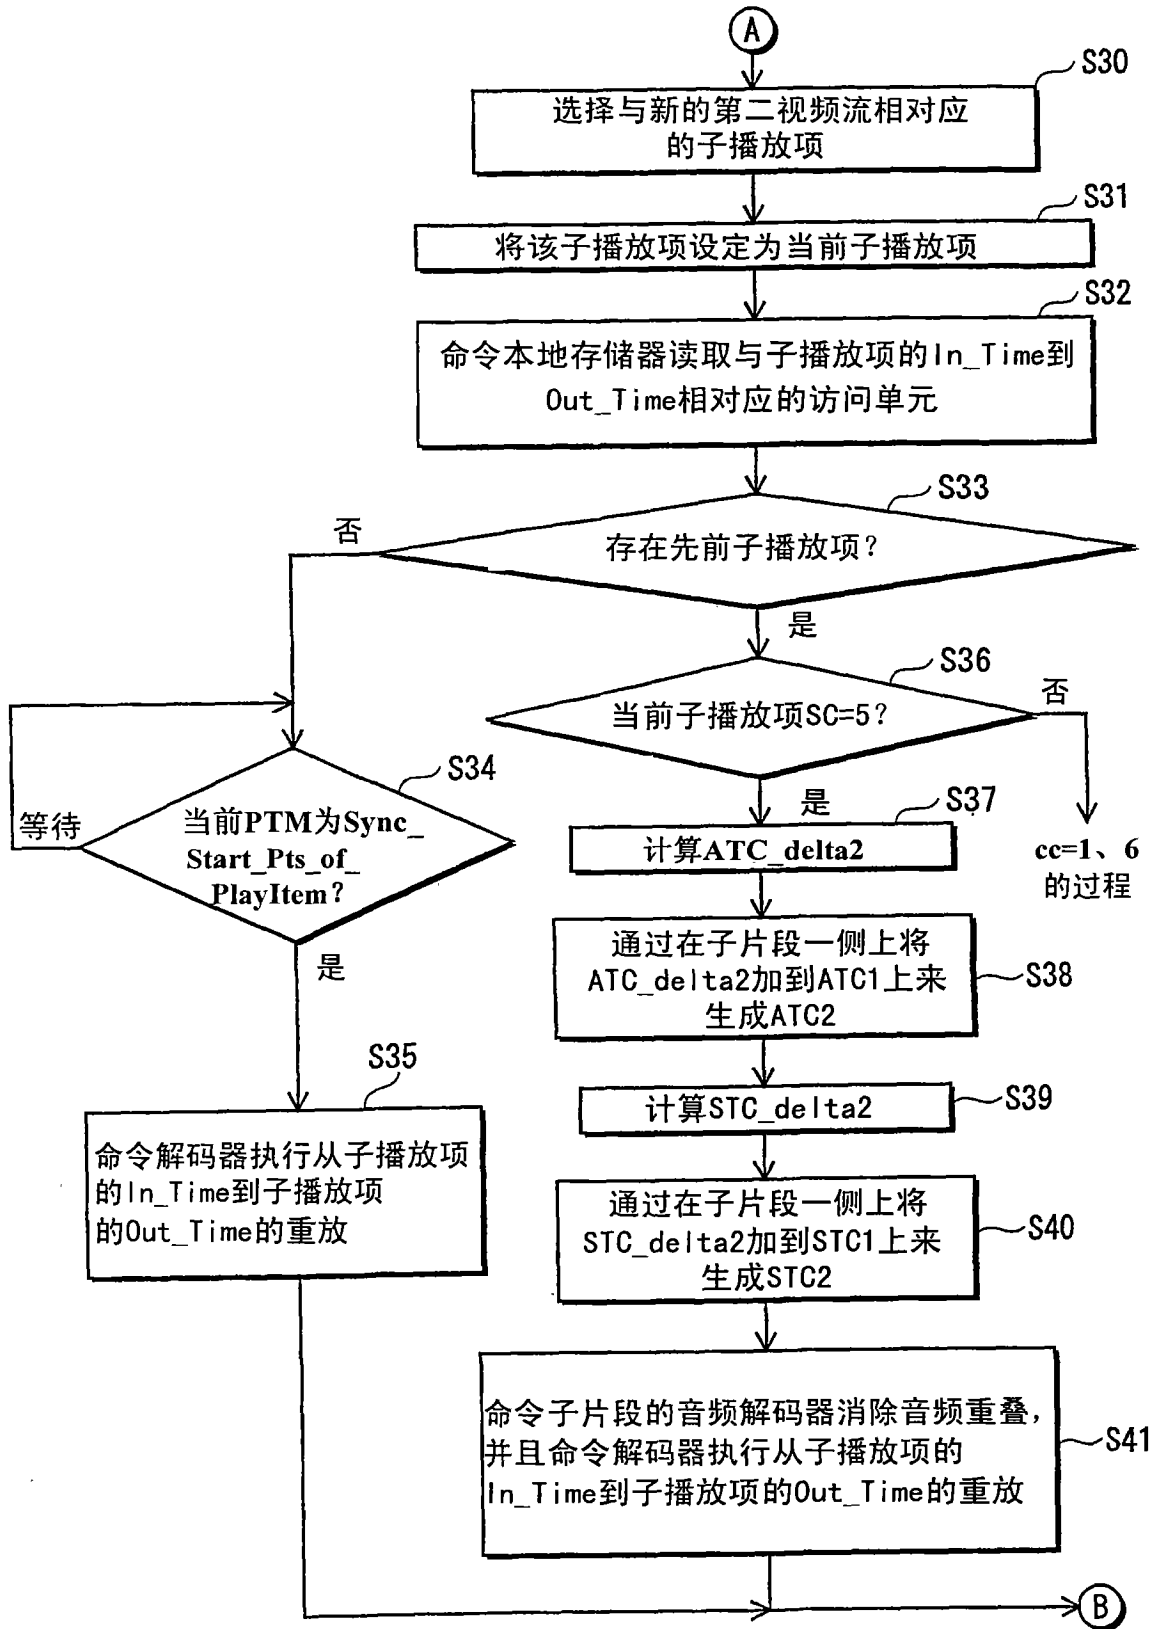 A
S30
选择与新的第二视频流相对应
的子播放项
S31
将该子播放项设定为当前子播放项
S32
命令本地存储器读取与子播放项的In_Time到
Out_Time相对应的访问单元
S33
存在先前子播放项？
否
是
S36
当前子播放项SC=5？
否
是
cc=1、6
的过程
S34
当前PTM为Sync_
Start_Pts_of_
PlayItem？
等待
是
S37
计算ATC_delta2
S38
通过在子片段一侧上将
ATC_delta2加到ATC1上来
生成ATC2
S39
计算STC_delta2
S35
命令解码器执行从子播放项
的In_Time到子播放项
的Out_Time的重放
S40
通过在子片段一侧上将
STC_delta2加到STC1上来
生成STC2
S41
命令子片段的音频解码器消除音频重叠，
并且命令解码器执行从子播放项的
In_Time到子播放项的Out_Time的重放
B